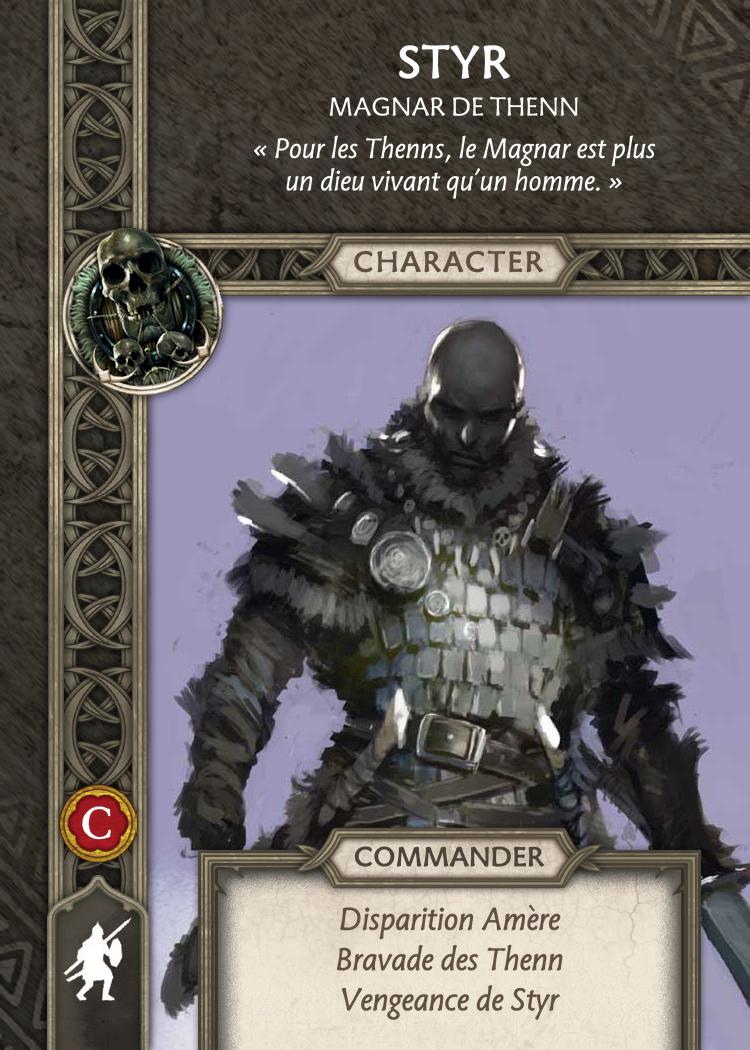 STYR
MAGNAR DE THENN
« Pour les Thenns, le Magnar est plus
un dieu vivant qu’un homme. »
CHARACTER
C
COMMANDER
Disparition Amère
Bravade des Thenn
Vengeance de Styr